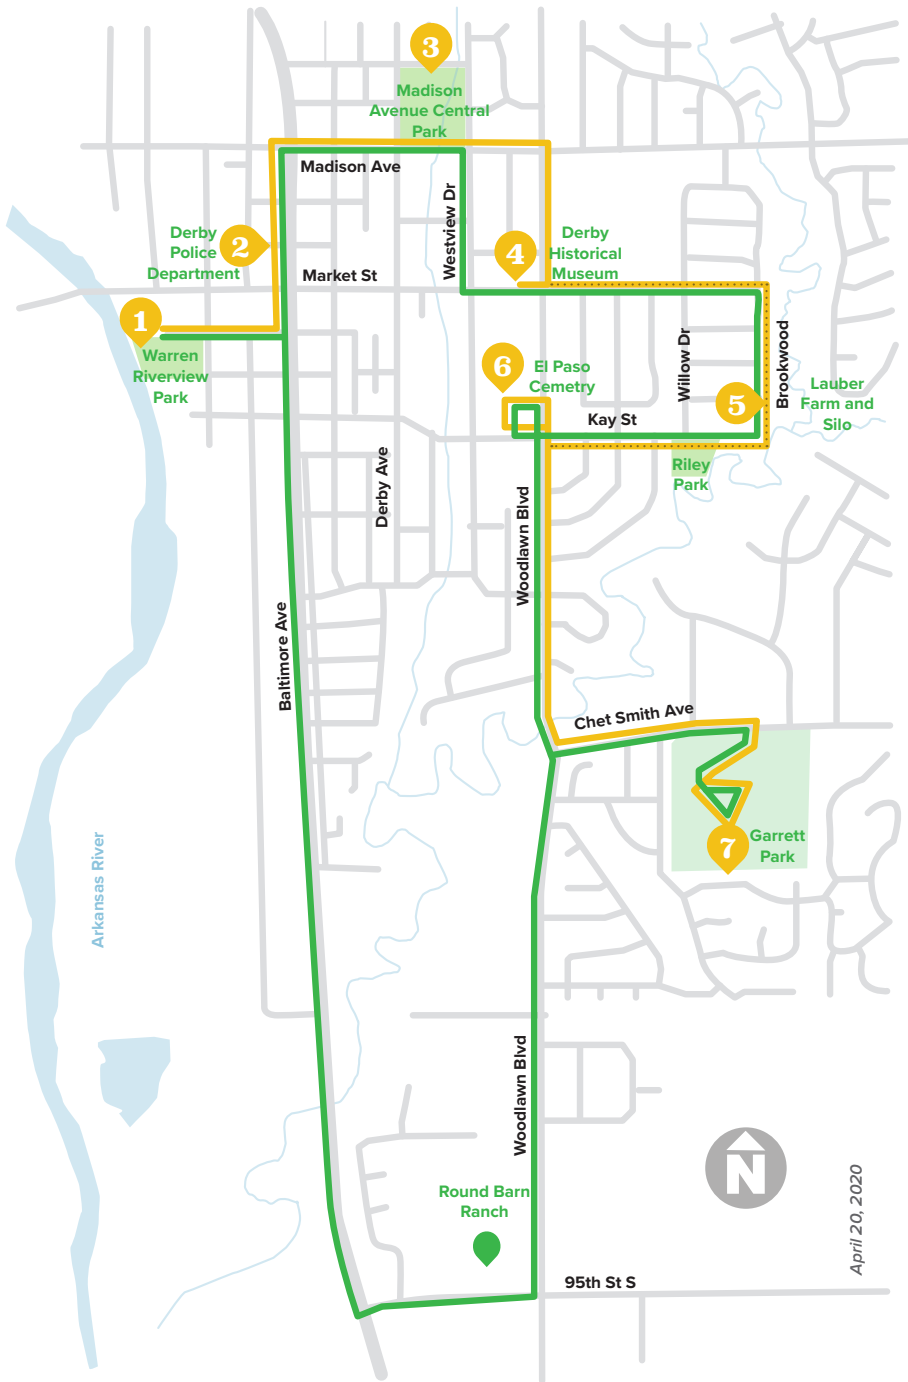 3
Madison
Avenue Central
Park
Madison Ave
Westview Dr
Derby
Police
Department
2
4
Derby
Historical
Museum
Market St
1
Warren
Riverview
Park
6
El Paso
Cemetry
Willow Dr
Brookwood
5
Lauber
Farm and
Silo
Kay St
Riley
Park
Derby Ave
Woodlawn Blvd
Baltimore Ave
Chet Smith Ave
7
Garrett
Park
Arkansas River
Woodlawn Blvd
N
Round Barn
Ranch
April 20, 2020
95th St S